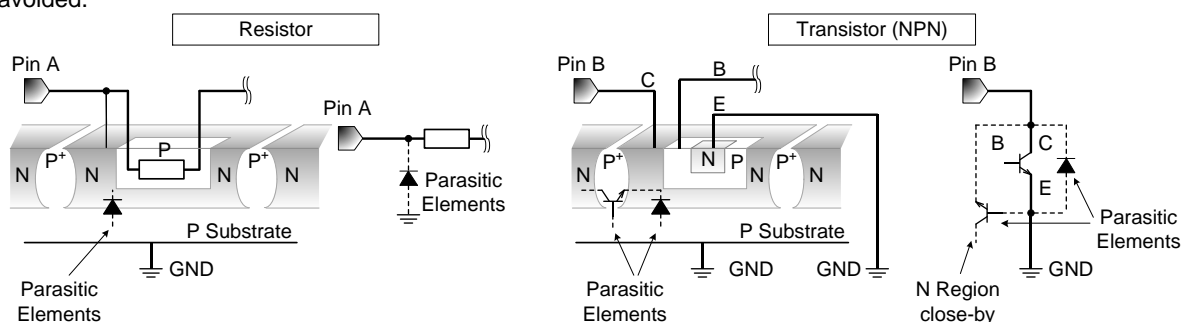 avoided.
Resistor
Transistor (NPN)
Pin A
Pin A
Parasitic
Elements
N
P+
N
P
N
P+
N
P Substrate
GND
Parasitic
Elements
Pin B
C
B
E
N
P+
N
N
P
N
P+
N
P Substrate
GND
GND
Parasitic
Elements
Pin B
B
C
E
Parasitic
Elements
GND
N Region
close-by